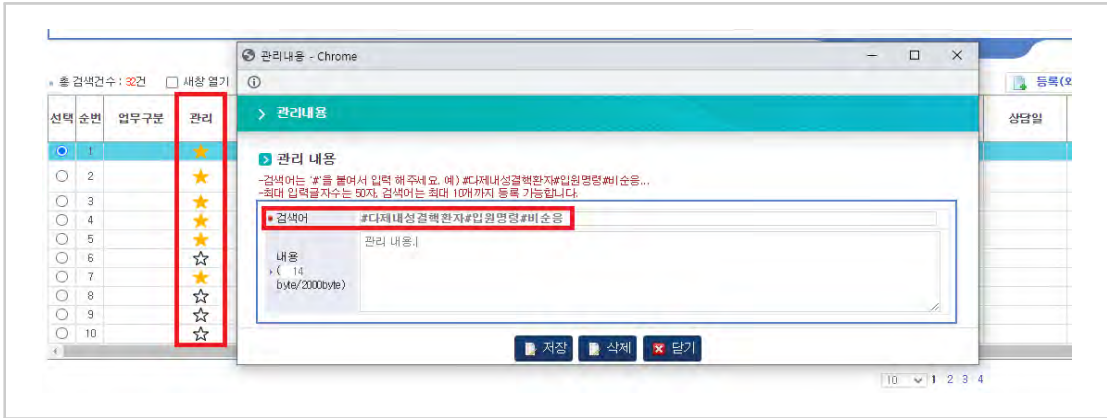 관리내용 - Chrome
총 검색건수 : 32건 새창 열기
등록(외
선택 순번 업무구분 관리 상담일
관리내용
관리 내용
-검색어는 '#'을 붙여서 입력 해주세요. 예) #다제내성결핵환자#입원명령#비순응...
-최대 입력글자수는 50자, 검색어는 최대 10개까지 등록 가능합니다.
검색어 #다제내성결핵환자#입원명령#비순응
내용
( 14
byte/2000byte)
관리 내용.
1
2
3
4
5
6
7
8
9
10
저장 삭제 닫기
10 1 2 3 4